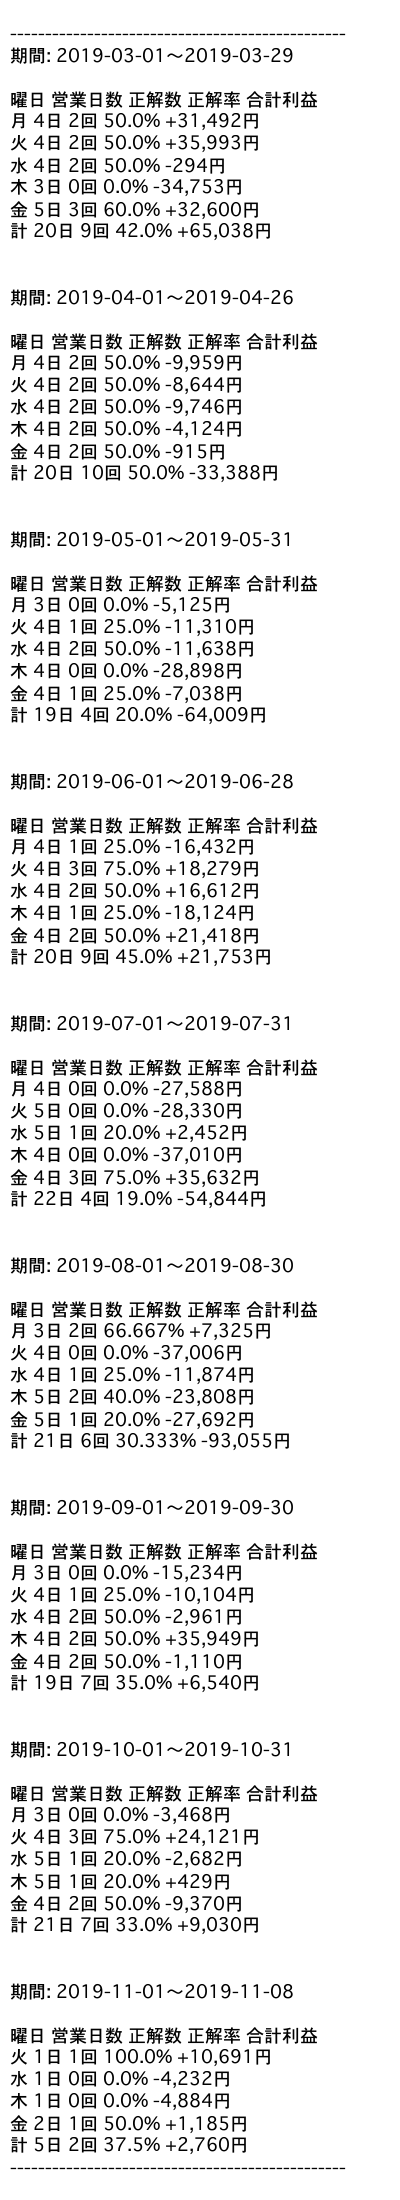 ------------------------------------------------
期間: 2019-03-01〜2019-03-29
曜日 営業日数 正解数 正解率 合計利益
月 4日 2回 50.0% +31,492円
火 4日 2回 50.0% +35,993円
水 4日 2回 50.0% -294円
木 3日 0回 0.0% -34,753円
金 5日 3回 60.0% +32,600円
計 20日 9回 42.0% +65,038円
期間: 2019-04-01〜2019-04-26
曜日 営業日数 正解数 正解率 合計利益
月 4日 2回 50.0% -9,959円
火 4日 2回 50.0% -8,644円
水 4日 2回 50.0% -9,746円
木 4日 2回 50.0% -4,124円
金 4日 2回 50.0% -915円
計 20日 10回 50.0% -33,388円
期間: 2019-05-01〜2019-05-31
曜日 営業日数 正解数 正解率 合計利益
月 3日 0回 0.0% -5,125円
火 4日 1回 25.0% -11,310円
水 4日 2回 50.0% -11,638円
木 4日 0回 0.0% -28,898円
金 4日 1回 25.0% -7,038円
計 19日 4回 20.0% -64,009円
期間: 2019-06-01〜2019-06-28
曜日 営業日数 正解数 正解率 合計利益
月 4日 1回 25.0% -16,432円
火 4日 3回 75.0% +18,279円
水 4日 2回 50.0% +16,612円
木 4日 1回 25.0% -18,124円
金 4日 2回 50.0% +21,418円
計 20日 9回 45.0% +21,753円
期間: 2019-07-01〜2019-07-31
曜日 営業日数 正解数 正解率 合計利益
月 4日 0回 0.0% -27,588円
火 5日 0回 0.0% -28,330円
水 5日 1回 20.0% +2,452円
木 4日 0回 0.0% -37,010円
金 4日 3回 75.0% +35,632円
計 22日 4回 19.0% -54,844円
期間: 2019-08-01〜2019-08-30
曜日 営業日数 正解数 正解率 合計利益
月 3日 2回 66.667% +7,325円
火 4日 0回 0.0% -37,006円
水 4日 1回 25.0% -11,874円
木 5日 2回 40.0% -23,808円
金 5日 1回 20.0% -27,692円
計 21日 6回 30.333% -93,055円
期間: 2019-09-01〜2019-09-30
曜日 営業日数 正解数 正解率 合計利益
月 3日 0回 0.0% -15,234円
火 4日 1回 25.0% -10,104円
水 4日 2回 50.0% -2,961円
木 4日 2回 50.0% +35,949円
金 4日 2回 50.0% -1,110円
計 19日 7回 35.0% +6,540円
期間: 2019-10-01〜2019-10-31
曜日 営業日数 正解数 正解率 合計利益
月 3日 0回 0.0% -3,468円
火 4日 3回 75.0% +24,121円
水 5日 1回 20.0% -2,682円
木 5日 1回 20.0% +429円
金 4日 2回 50.0% -9,370円
計 21日 7回 33.0% +9,030円
期間: 2019-11-01〜2019-11-08
曜日 営業日数 正解数 正解率 合計利益
火 1日 1回 100.0% +10,691円
水 1日 0回 0.0% -4,232円
木 1日 0回 0.0% -4,884円
金 2日 1回 50.0% +1,185円
計 5日 2回 37.5% +2,760円
------------------------------------------------